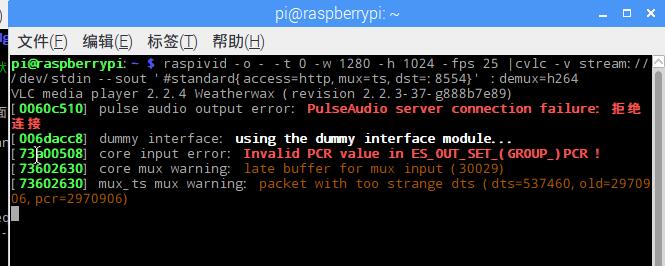 pi@raspberrypi: ~
文件(F) 编辑(E) 标签(T) 帮助(H)
pi@raspberrypi: ~ $ raspivid -o - -t 0 -w 1280 -h 1024 -fps 25 |cvlc -v stream://
/dev/stdin --sout '#standard{access=http,mux=ts,dst=:8554}' :demux=h264
VLC media player 2.2.4 Weatherwax (revision 2.2.3-37-g888b7e89)
[0060c510] pulse audio output error: PulseAudio server connection failure: 拒绝
连接
[006dacc8] dummy interface: using the dummy interface module...
[73a00508] core input error: Invalid PCR value in ES_OUT_SET_(GROUP_)PCR !
[73602630] core mux warning: late buffer for mux input (30029)
[73602630] mux_ts mux warning: packet with too strange dts (dts=537460, old=29709
06, pcr=2970906)